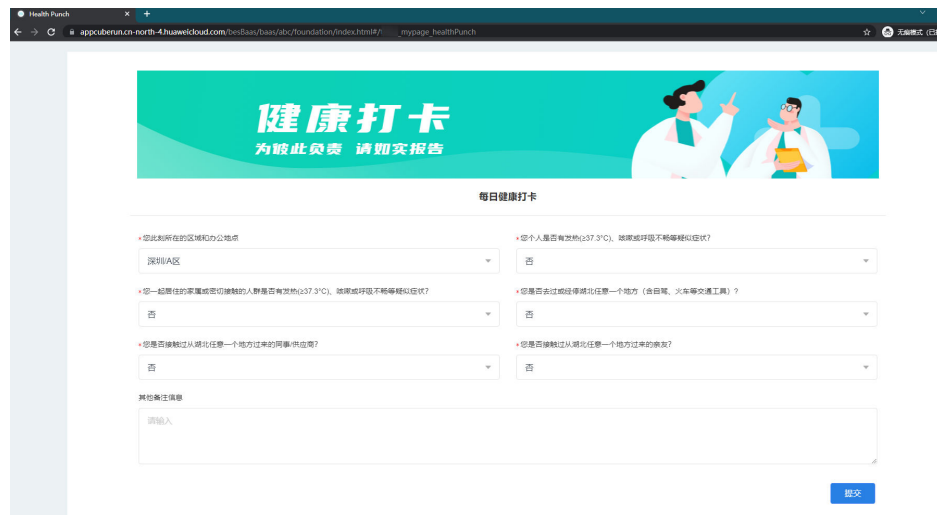 Health Punch
appcuberun.cn-north-4.huaweicloud.com/besBaas/baas/abc/foundation/index.html#/ _mypage_healthPunch
无痕模式
健康打卡
为彼此负责 请如实报告
每日健康打卡
*您此刻所在的区域和办公地点
*您个人是否有发热(≥37.3°C)、咳嗽或呼吸不畅等疑似症状?
深圳/A区
否
*您一起居住的家属或密切接触的人群是否有发热(≥37.3°C)、咳嗽或呼吸不畅等疑似症状?
*您是否去过或经停湖北任意一个地方（含自驾、火车等交通工具）?
否
否
*您是否接触过从湖北任意一个地方过来的同事/供应商?
*您是否接触过从湖北任意一个地方过来的亲友?
否
否
其他备注信息
请输入
提交